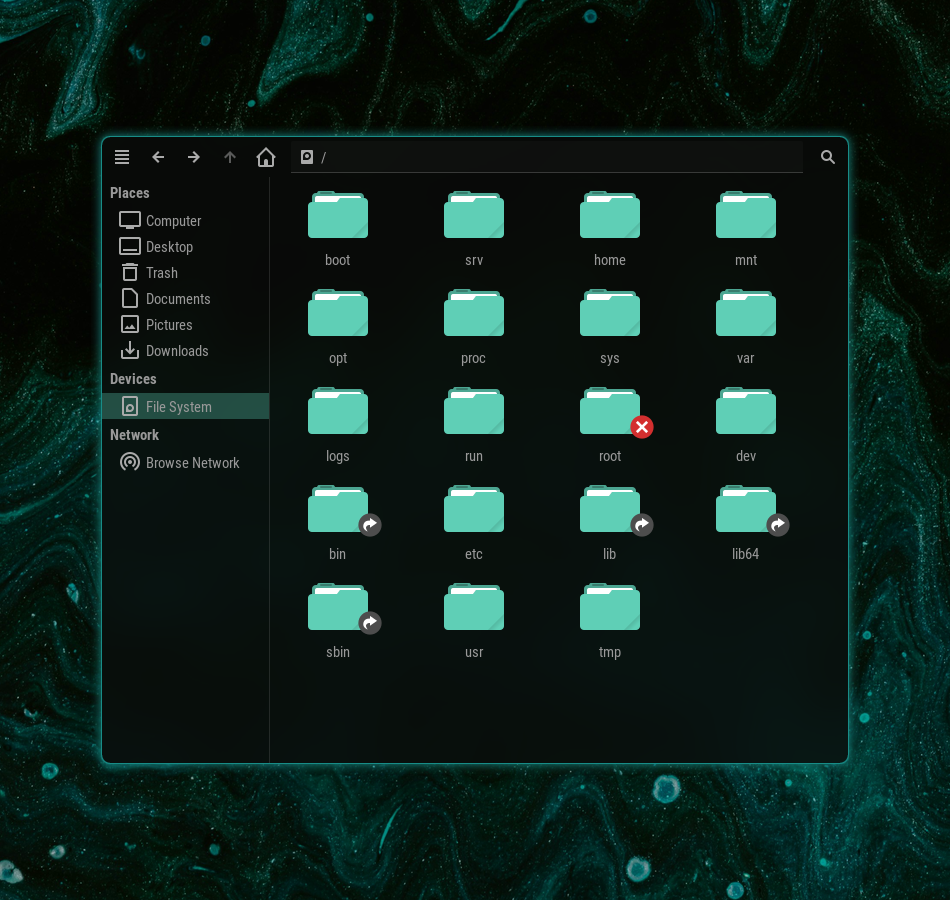 /
Places
Computer
Desktop
Trash
Documents
Pictures
Downloads
Devices
File System
Network
Browse Network
boot srv home mnt
opt proc sys var
logs run root dev
bin etc lib lib64
sbin usr tmp